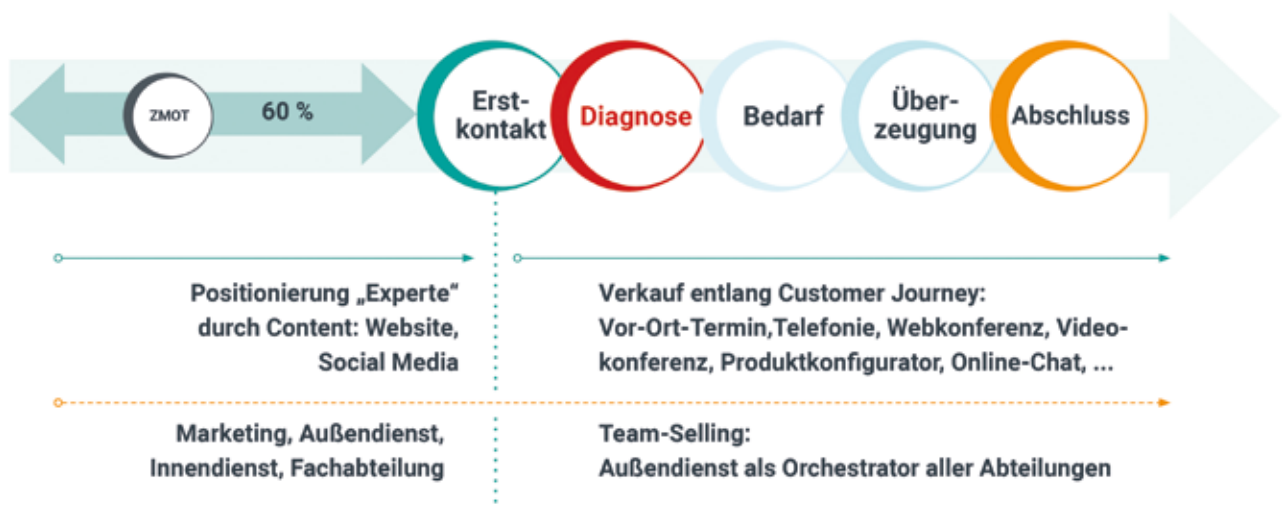 ZMOT
60 %
Erst-
kontakt
Diagnose
Bedarf
Über-
zeugung
Abschluss
Positionierung „Experte“
durch Content: Website,
Social Media
Verkauf entlang Customer Journey:
Vor-Ort-Termin,Telefonie, Webkonferenz, Video-
konferenz, Produktkonfigurator, Online-Chat, ...
Marketing, Außendienst,
Innendienst, Fachabteilung
Team-Selling:
Außendienst als Orchestrator aller Abteilungen